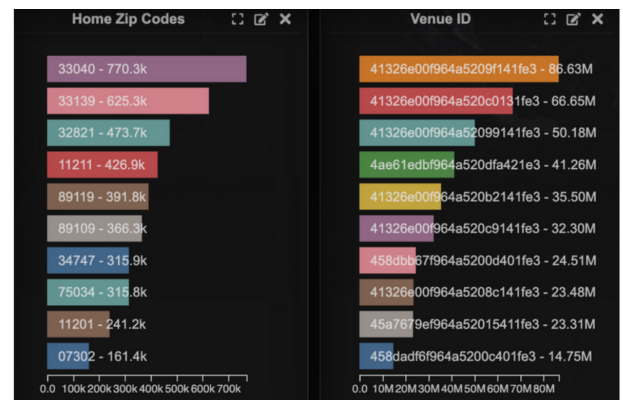 Home Zip Codes
33040 - 770.3k
33139 - 625.3k
32821 - 473.7k
11211 - 426.9k
89119 - 391.8k
89109 - 366.3k
34747 - 315.9k
75034 - 315.8k
11201 - 241.2k
07302 - 161.4k
0.0 100k 200k 300k 400k 500k 600k 700k
Venue ID
41326e00f964a5209f141fe3 - 86.63M
41326e00f964a520c0131fe3 - 66.65M
41326e00f964a52099141fe3 - 50.18M
4ae61edbf964a520dfa421e3 - 41.26M
41326e00f964a520b2141fe3 - 35.50M
41326e00f964a520c9141fe3 - 32.30M
458dbb67f964a5200d401fe3 - 24.51M
41326e00f964a5208c141fe3 - 23.48M
45a7679ef964a52015411fe3 - 23.31M
458dadf6f964a5200c401fe3 - 14.75M
0.0 10M 20M 30M 40M 50M 60M 70M 80M